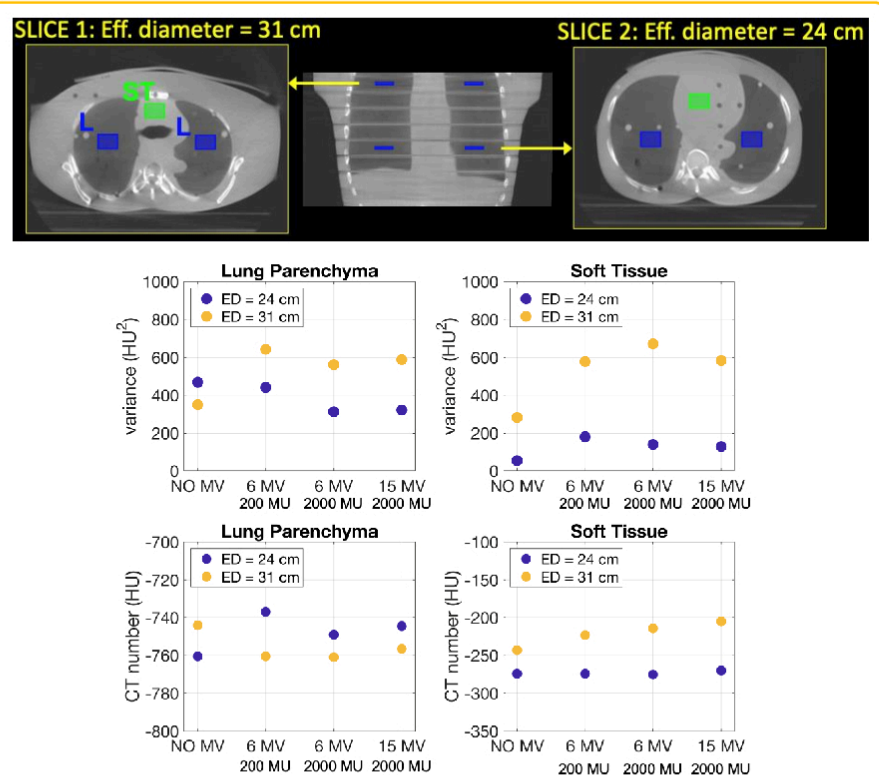 SLICE 1: Eff. diameter = 31 cm
SLICE 2: Eff. diameter = 24 cm
ST
L
L
Lung Parenchyma
variance (HU²)
1000
800
600
400
200
0
ED = 24 cm
ED = 31 cm
NO MV
6 MV
200 MU
6 MV
2000 MU
15 MV
2000 MU
Soft Tissue
variance (HU²)
1000
800
600
400
200
0
ED = 24 cm
ED = 31 cm
NO MV
6 MV
200 MU
6 MV
2000 MU
15 MV
2000 MU
Lung Parenchyma
CT number (HU)
-700
-720
-740
-760
-780
-800
ED = 24 cm
ED = 31 cm
NO MV
6 MV
200 MU
6 MV
2000 MU
15 MV
2000 MU
Soft Tissue
CT number (HU)
-100
-150
-200
-250
-300
-350
ED = 24 cm
ED = 31 cm
NO MV
6 MV
200 MU
6 MV
2000 MU
15 MV
2000 MU